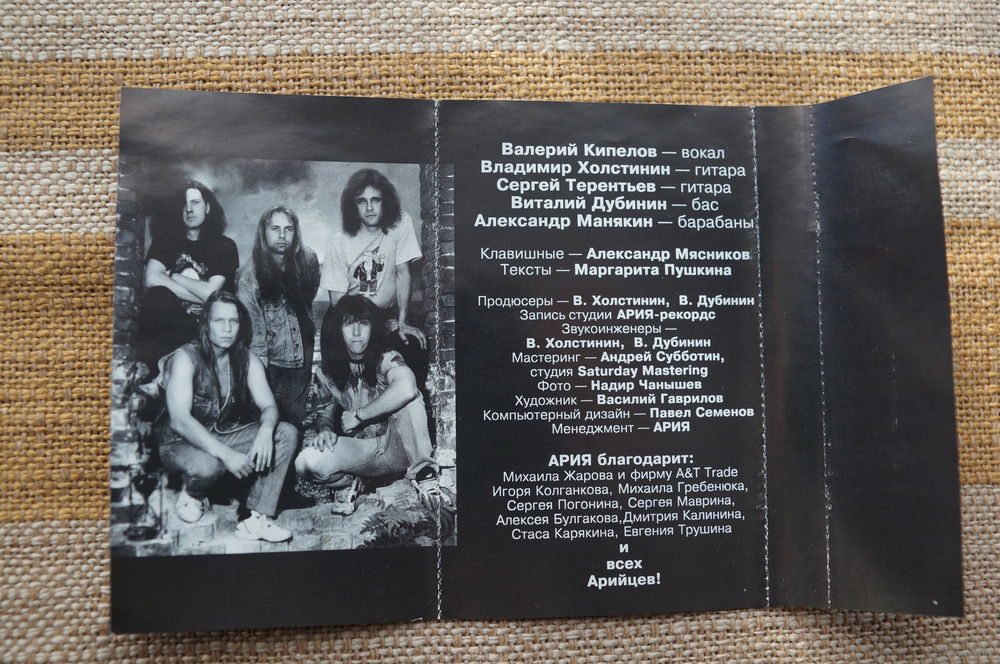 Валерий Кипелов — вокал
Владимир Холстинин — гитара
Сергей Терентьев — гитара
Виталий Дубинин — бас
Александр Манякин — барабаны
Клавишные — Александр Мясников
Тексты — Маргарита Пушкина
Продюсеры — В. Холстинин, В. Дубинин
Запись студии АРИЯ-рекордс
Звукоинженеры —
В. Холстинин, В. Дубинин
Мастеринг — Андрей Субботин,
студия Saturday Mastering
Фото — Надир Чанышев
Художник — Василий Гаврилов
Компьютерный дизайн — Павел Семенов
Менеджмент — АРИЯ
АРИЯ благодарит:
Михаила Жарова и фирму A&T Trade
Игоря Колганкова, Михаила Гребенюка,
Сергея Погонина, Сергея Маврина,
Алексея Булгакова,Дмитрия Калинина,
Стаса Карякина, Евгения Трушина
и
всех
Арийцев!